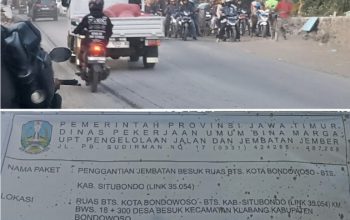 PEMERINTAH PROVINSI JAWA TIMUR
DINAS PEKERJAAN UMUM BINA MARGA
UPT PENGELOLAAN JALAN DAN JEMBATAN JEMBER
JL. PB. SUDIRMAN NO. 17 (0331)
NAMA PAKET : PENGGANTIAN JEMBATAN BESUK RUAS BTS. KOTA BONDOWOSO - BTS.
KAB. SITUBONDO (LINK 35.054)
LOKASI : RUAS BTS. KOTA BONDOWOSO - BTS. KAB. SITUBONDO (LINK 35.054) KM
BWS. 18 + 300 DESA BESUK KECAMATAN KLABANG KABUPATEN
BONDOWOSO